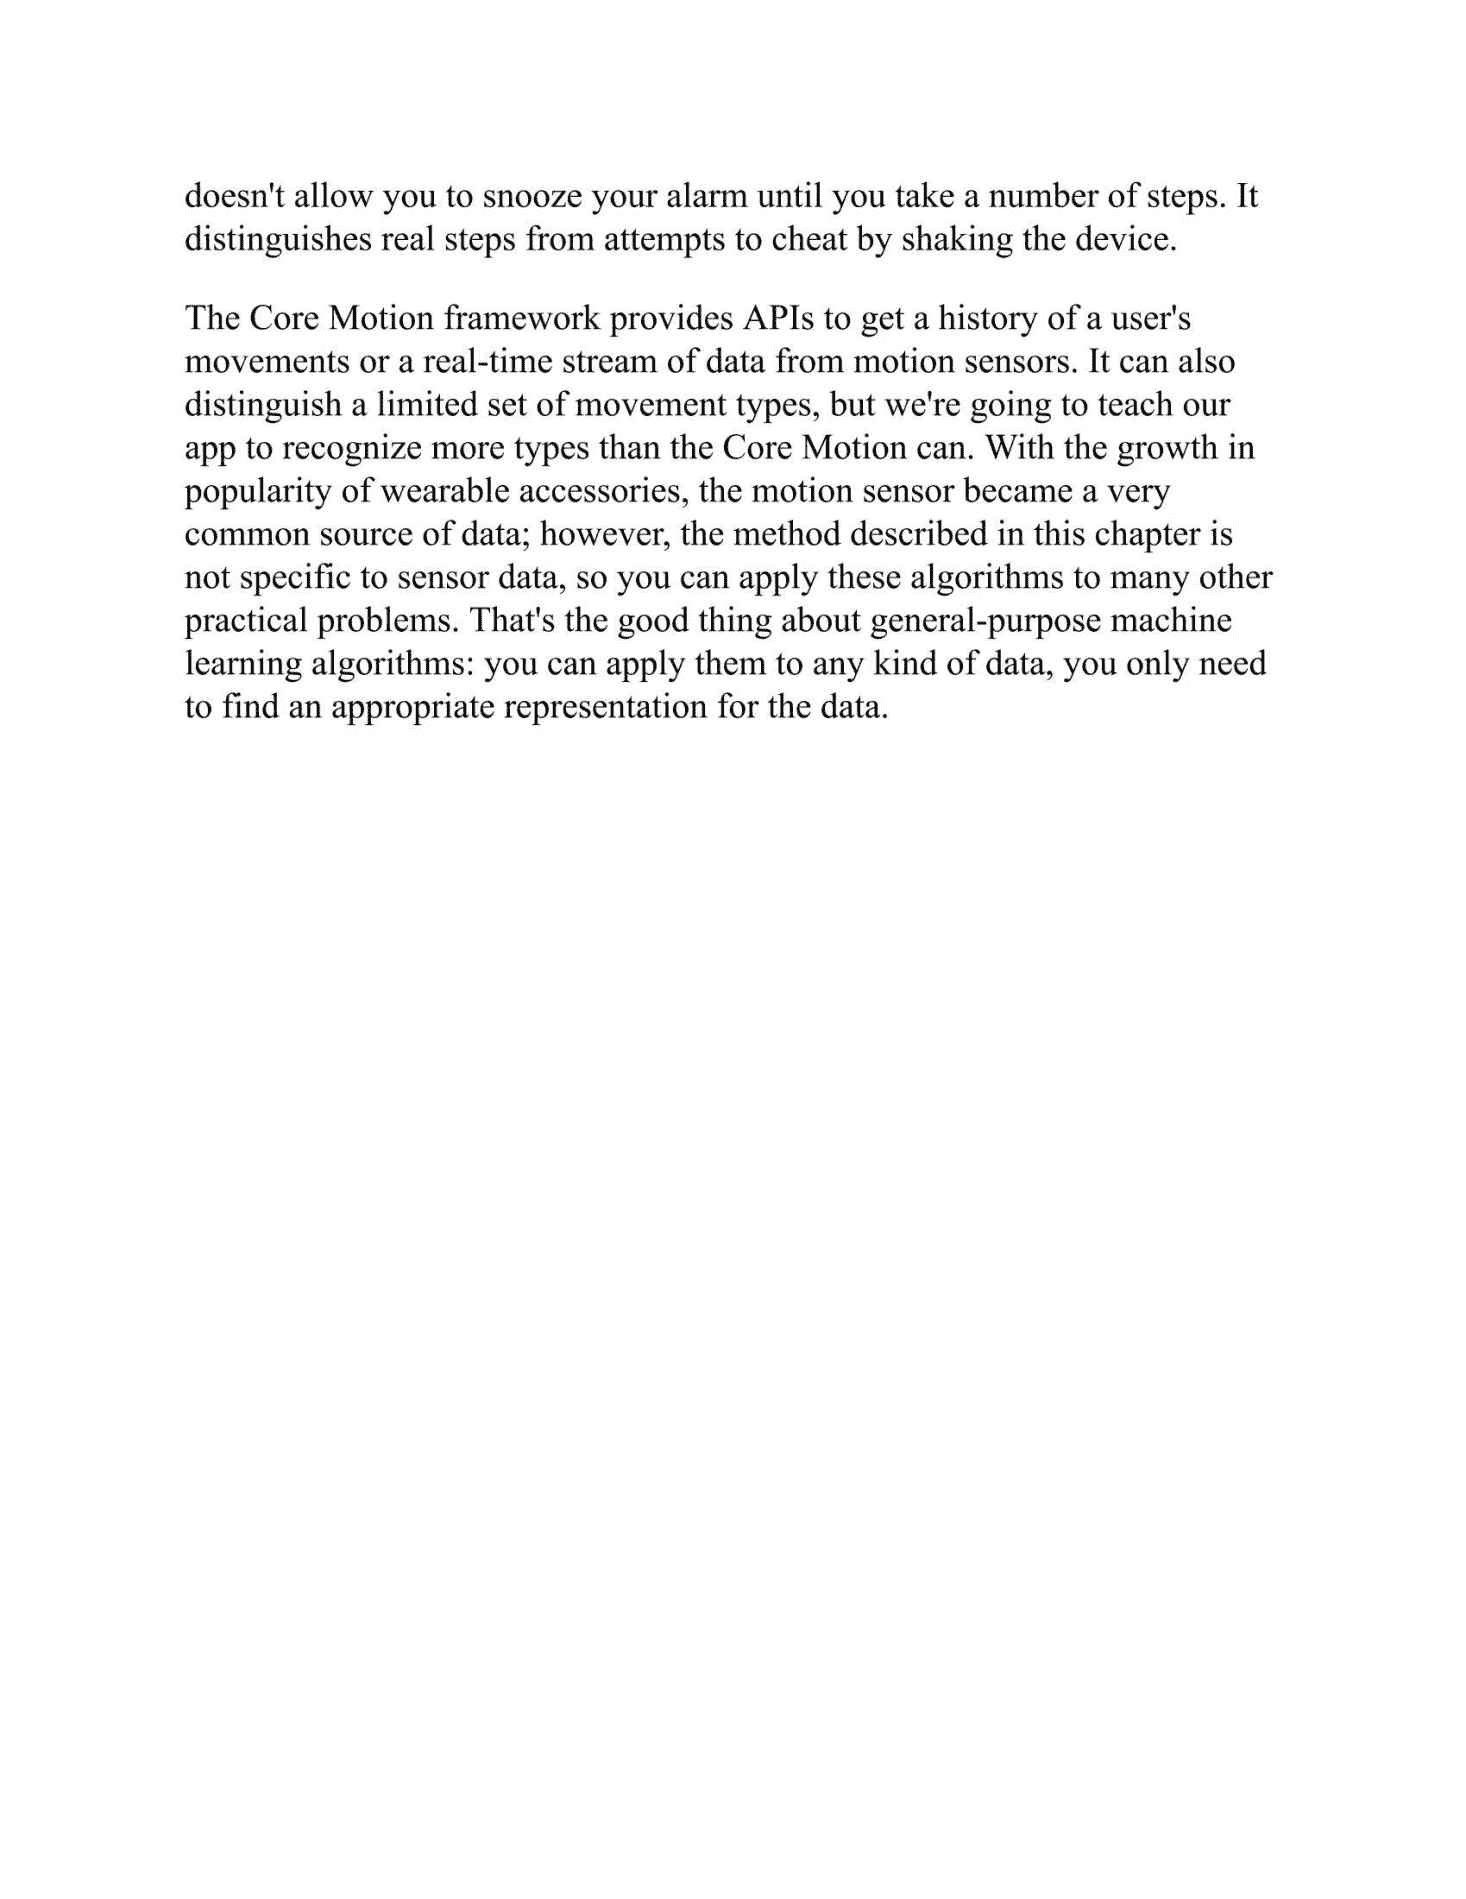 doesn't allow you to snooze your alarm until you take a number of steps. It
distinguishes real steps from attempts to cheat by shaking the device.
The Core Motion framework provides APIs to get a history of a user's
movements or a real-time stream of data from motion sensors. It can also
distinguish a limited set of movement types, but we're going to teach our
app to recognize more types than the Core Motion can. With the growth in
popularity of wearable accessories, the motion sensor became a very
common source of data; however, the method described in this chapter is
not specific to sensor data, so you can apply these algorithms to many other
practical problems. That's the good thing about general-purpose machine
learning algorithms: you can apply them to any kind of data, you only need
to find an appropriate representation for the data.